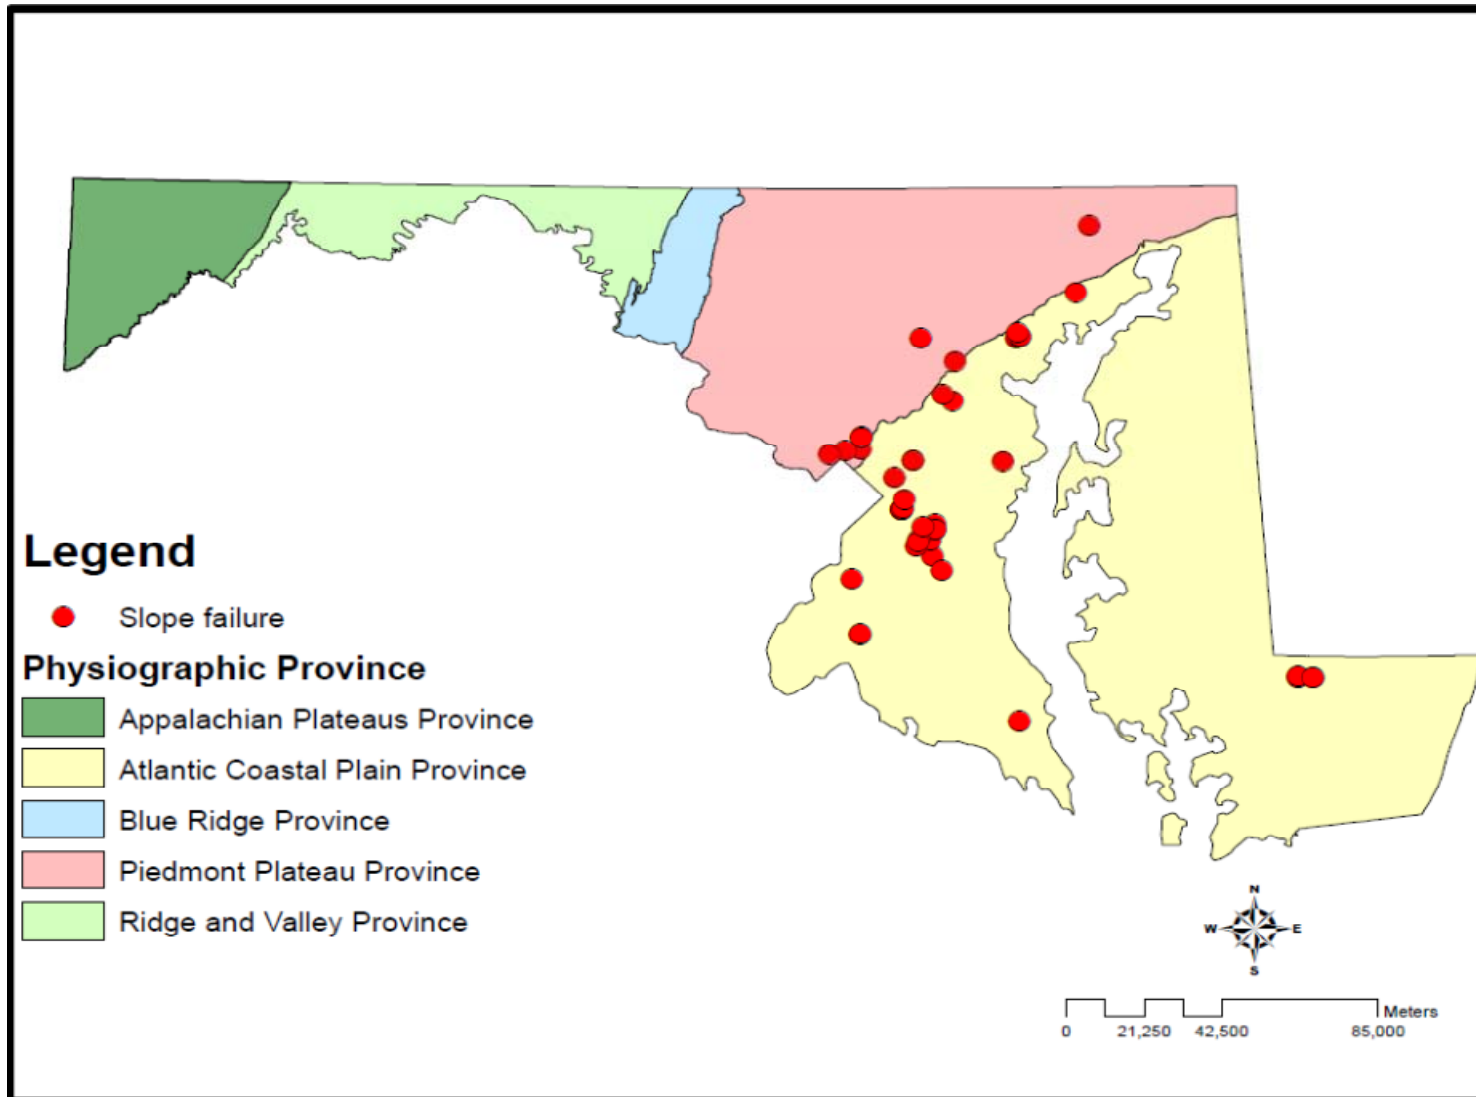 Legend
Slope failure
Physiographic Province
Appalachian Plateaus Province
Atlantic Coastal Plain Province
Blue Ridge Province
Piedmont Plateau Province
Ridge and Valley Province
N
W E
S
Meters
0 21,250 42,500 85,000